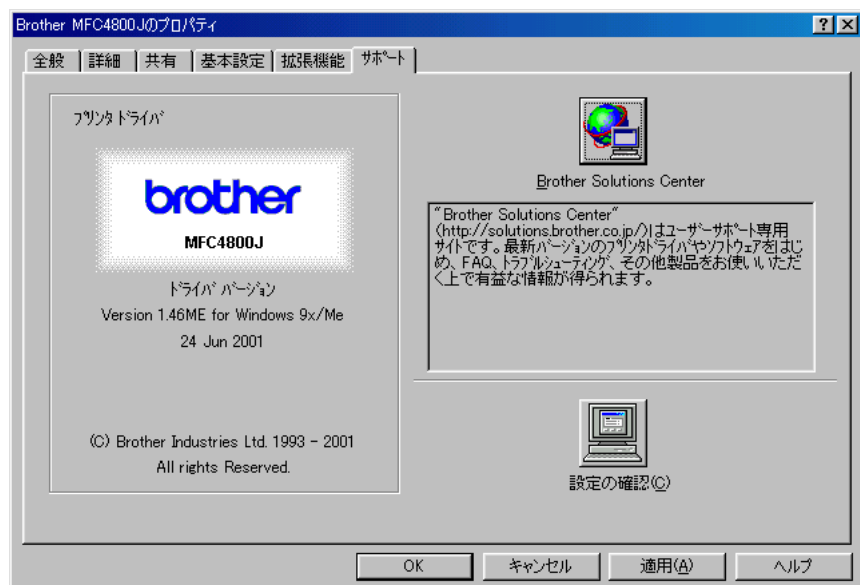 Brother MFC4800Jのプロパティ
全般 詳細 共有 基本設定 拡張機能 サポート
プリンタ ドライバ
brother
MFC4800J
ドライバ バージョン
Version 1.46ME for Windows 9x/Me
24 Jun 2001
(C) Brother Industries Ltd. 1993 - 2001
All rights Reserved.
Brother Solutions Center
"Brother Solutions Center"
(http://solutions.brother.co.jp/)はユーザーサポート専用
サイトです。最新バージョンのプリンタドライバやソフトウェアをはじ
め、FAQ、トラブルシューティング、その他製品をお使いいただ
く上で有益な情報が得られます。
設定の確認(C)
OK キャンセル 適用(A) ヘルプ